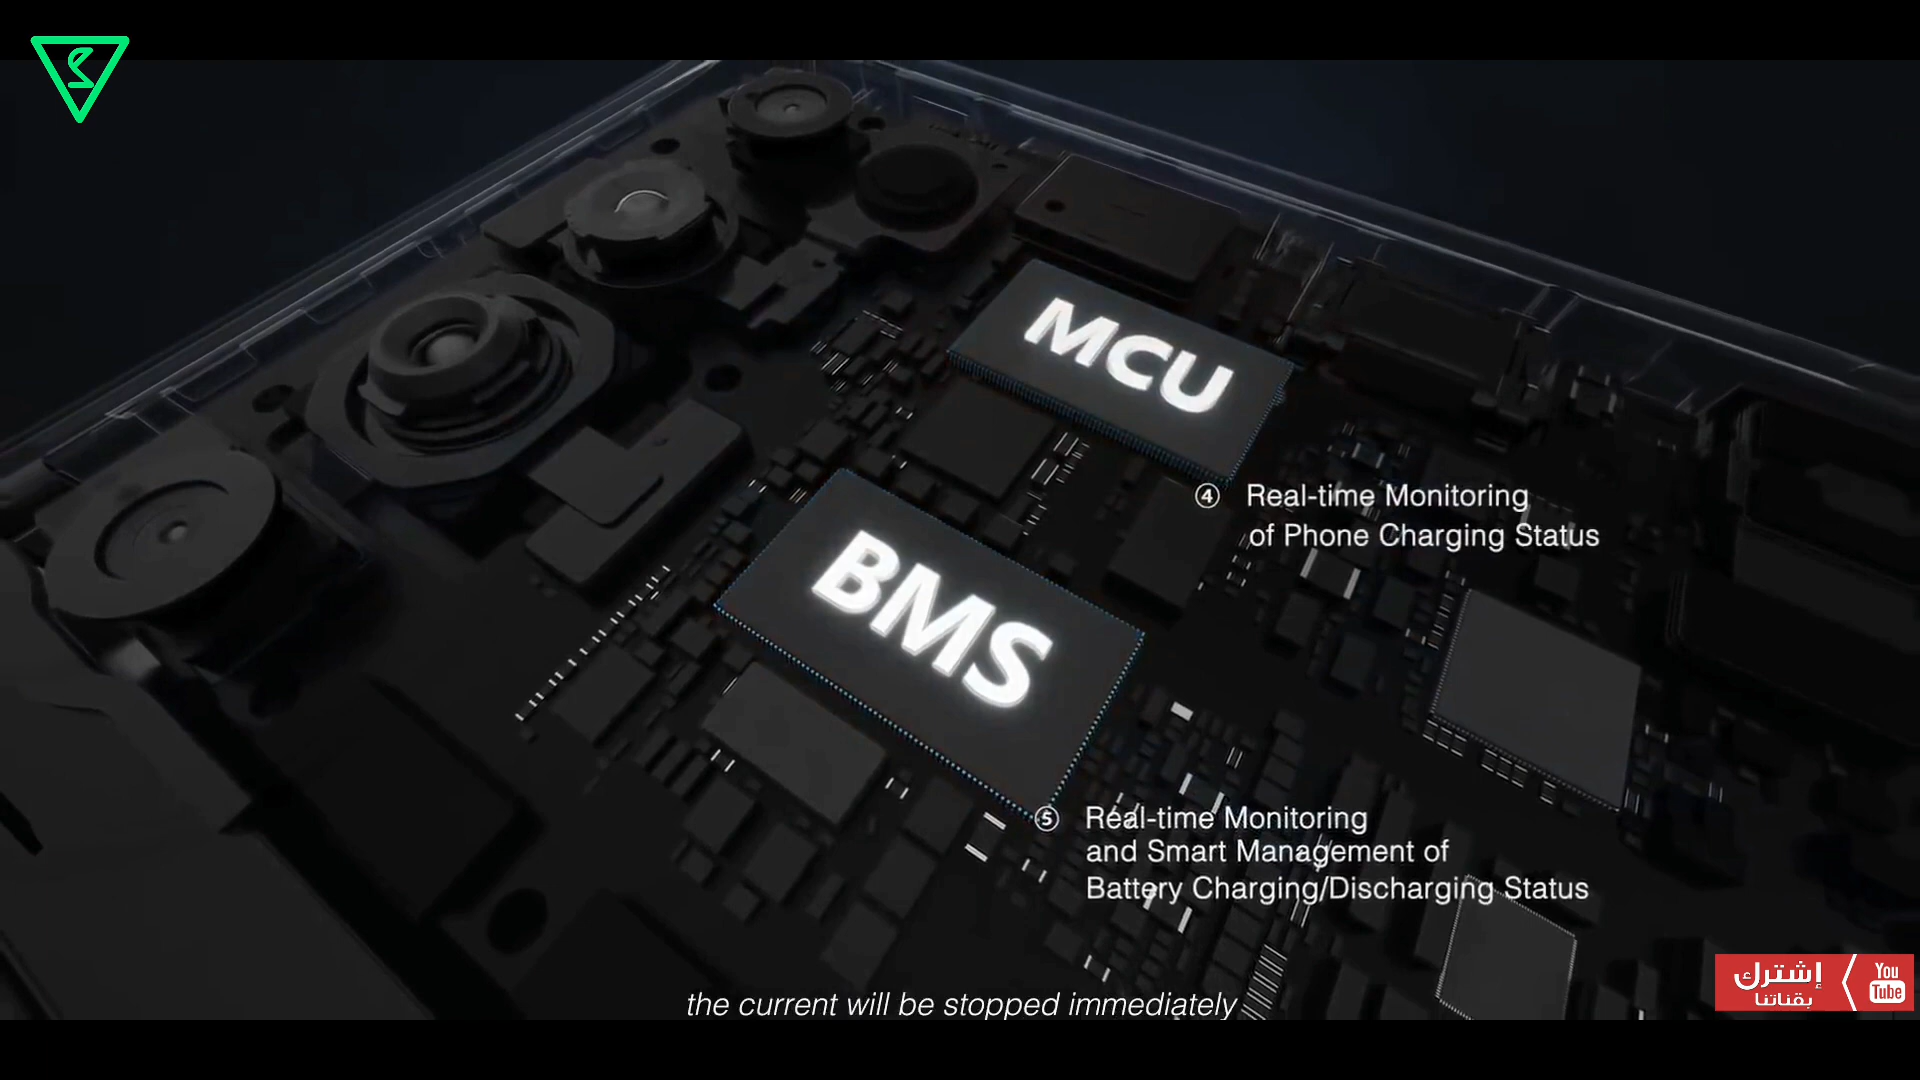 MCU
④ Real-time Monitoring
of Phone Charging Status
BMS
⑤ Real-time Monitoring
and Smart Management of
Battery Charging/Discharging Status
the current will be stopped immediately
إشترك
بقناتنا
You
Tube